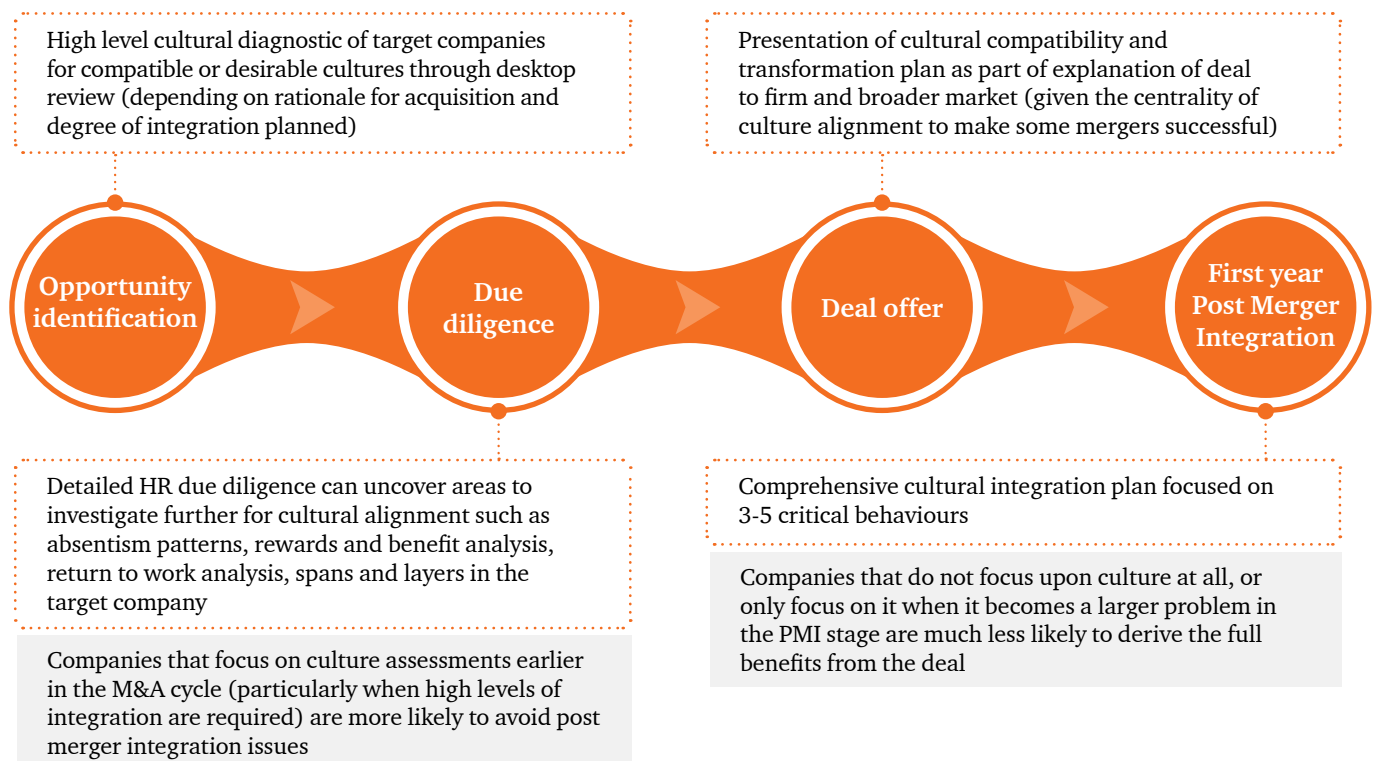 High level cultural diagnostic of target companies
for compatible or desirable cultures through desktop
review (depending on rationale for acquisition and
degree of integration planned)
Presentation of cultural compatibility and
transformation plan as part of explanation of deal
to firm and broader market (given the centrality of
culture alignment to make some mergers successful)
Opportunity
identification
Due
diligence
Deal offer
First year
Post Merger
Integration
Detailed HR due diligence can uncover areas to
investigate further for cultural alignment such as
absentism patterns, rewards and benefit analysis,
return to work analysis, spans and layers in the
target company
Companies that focus on culture assessments earlier
in the M&A cycle (particularly when high levels of
integration are required) are more likely to avoid post
merger integration issues
Comprehensive cultural integration plan focused on
3-5 critical behaviours
Companies that do not focus upon culture at all, or
only focus on it when it becomes a larger problem in
the PMI stage are much less likely to derive the full
benefits from the deal